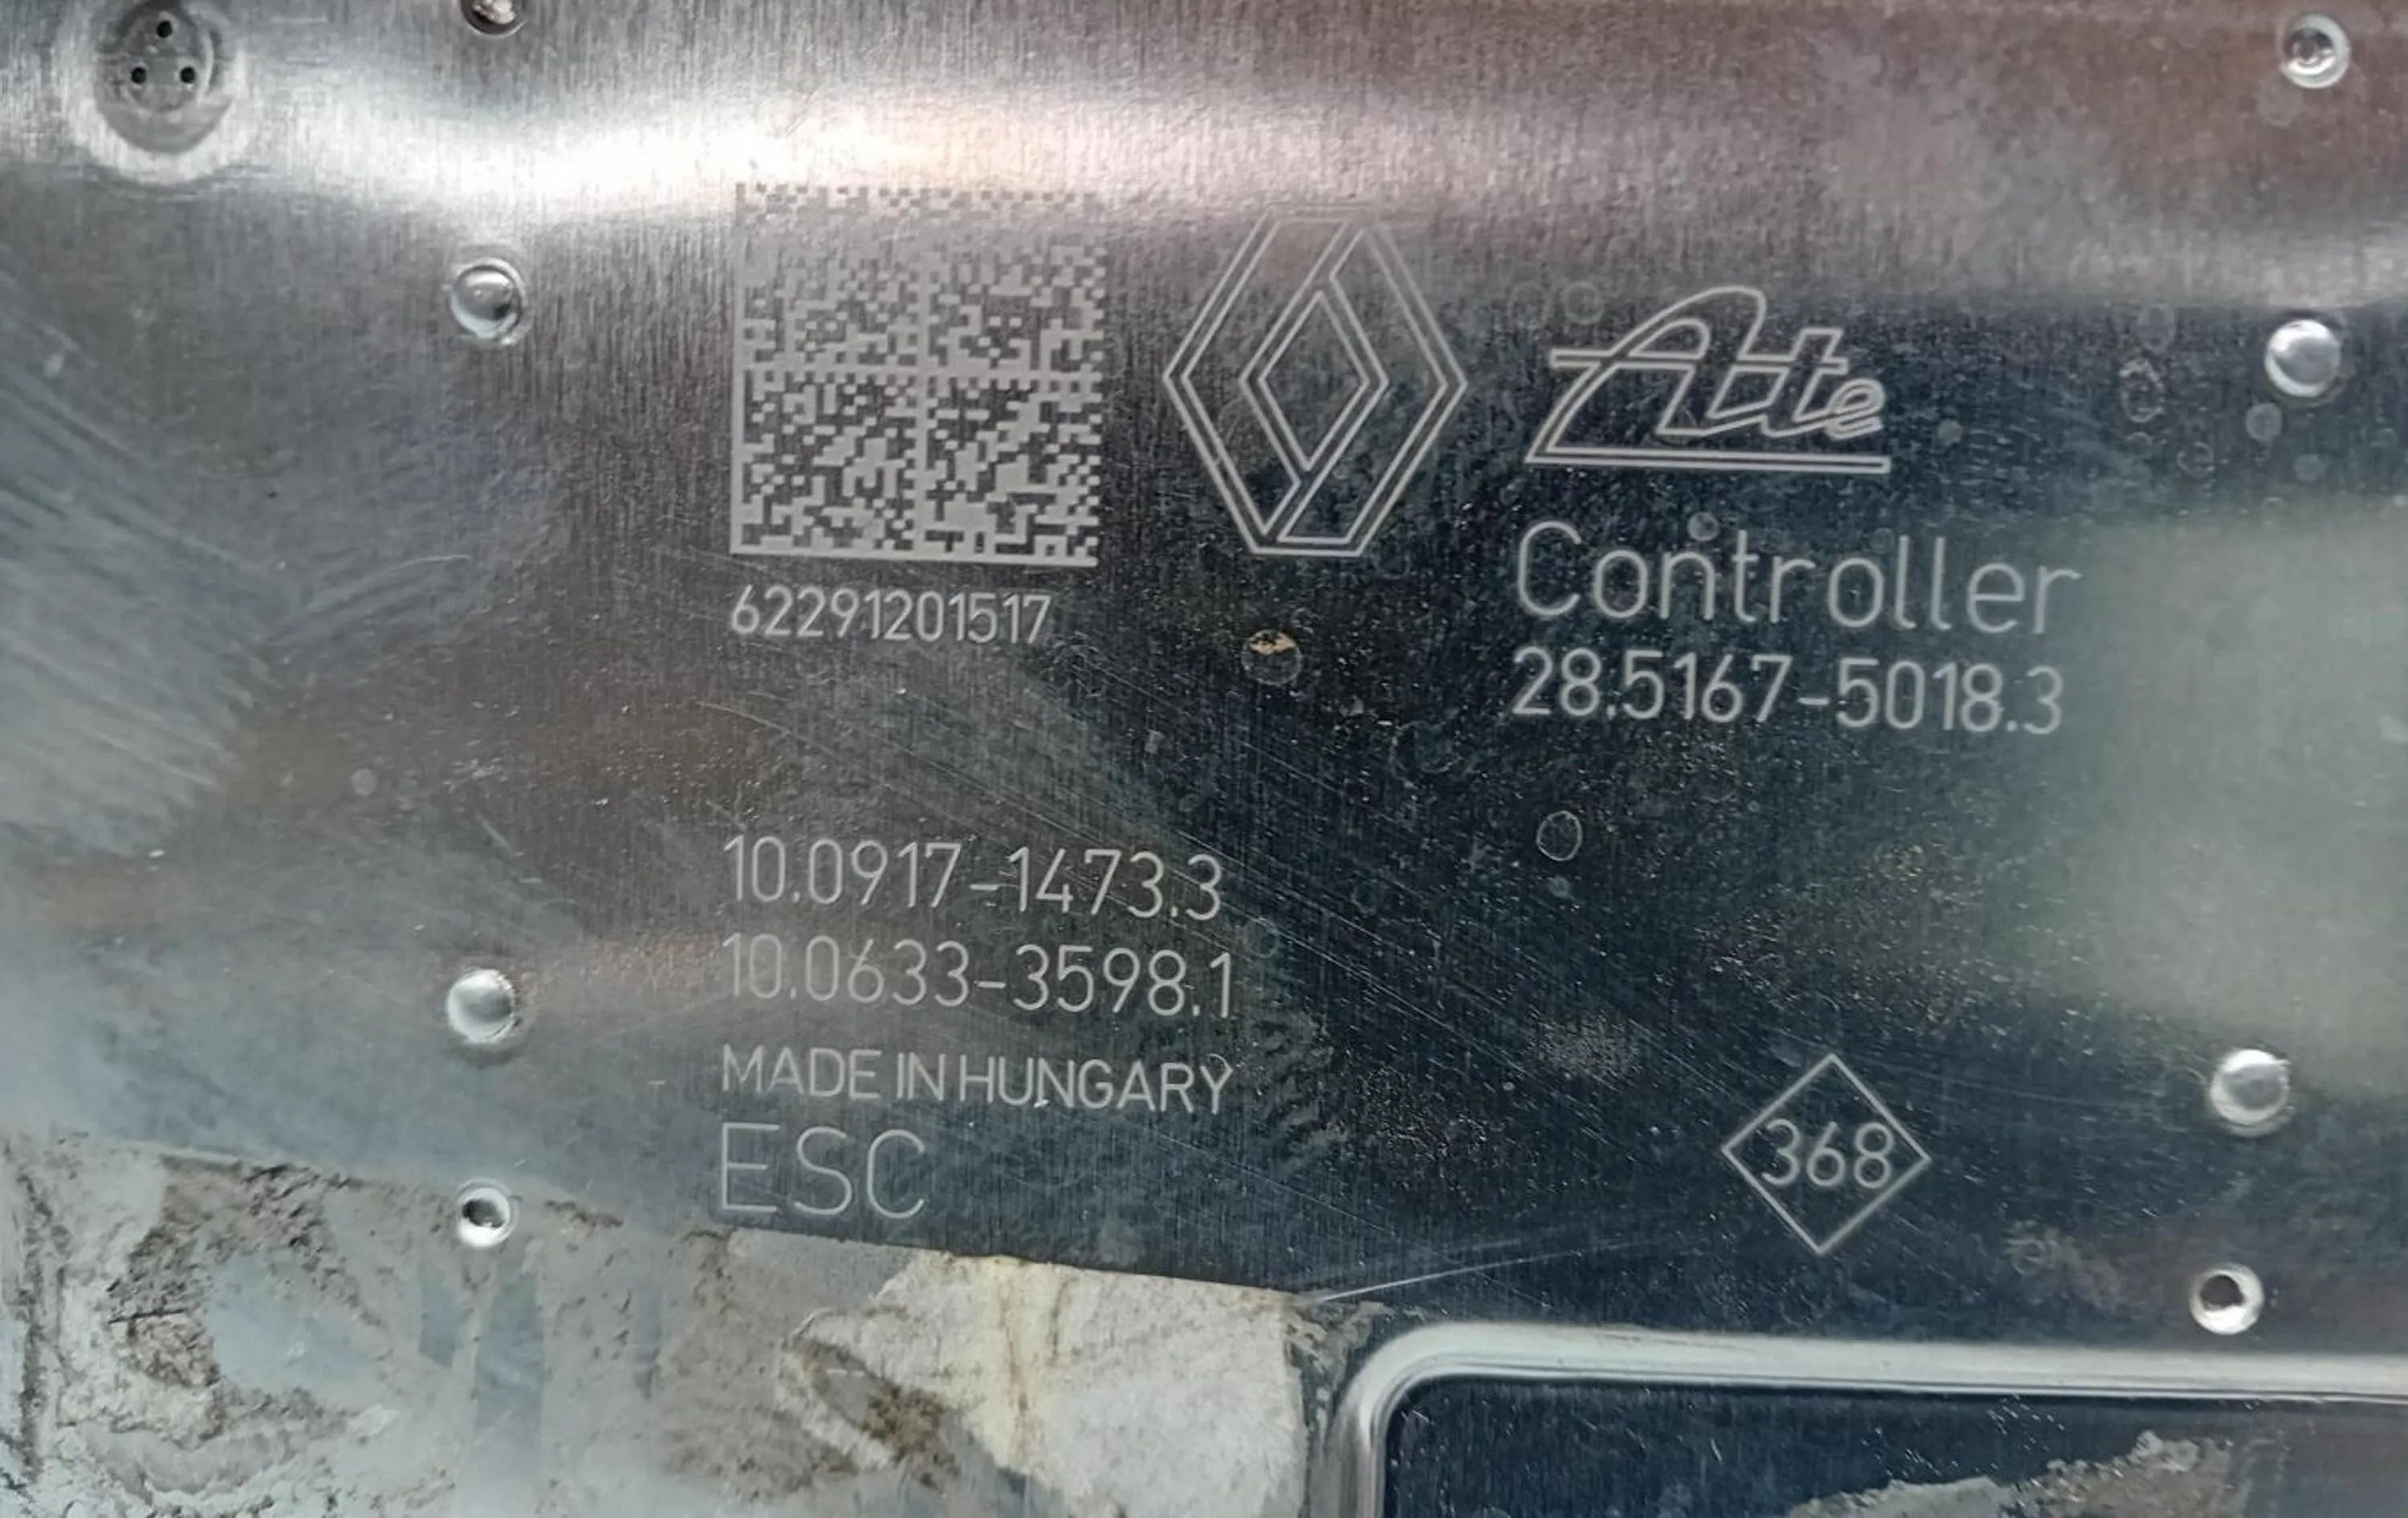 Ate
62291201517
Controller
28.5167-5018.3
10.0917-1473.3
10.0633-3598.1
MADE IN HUNGARY
ESC
368